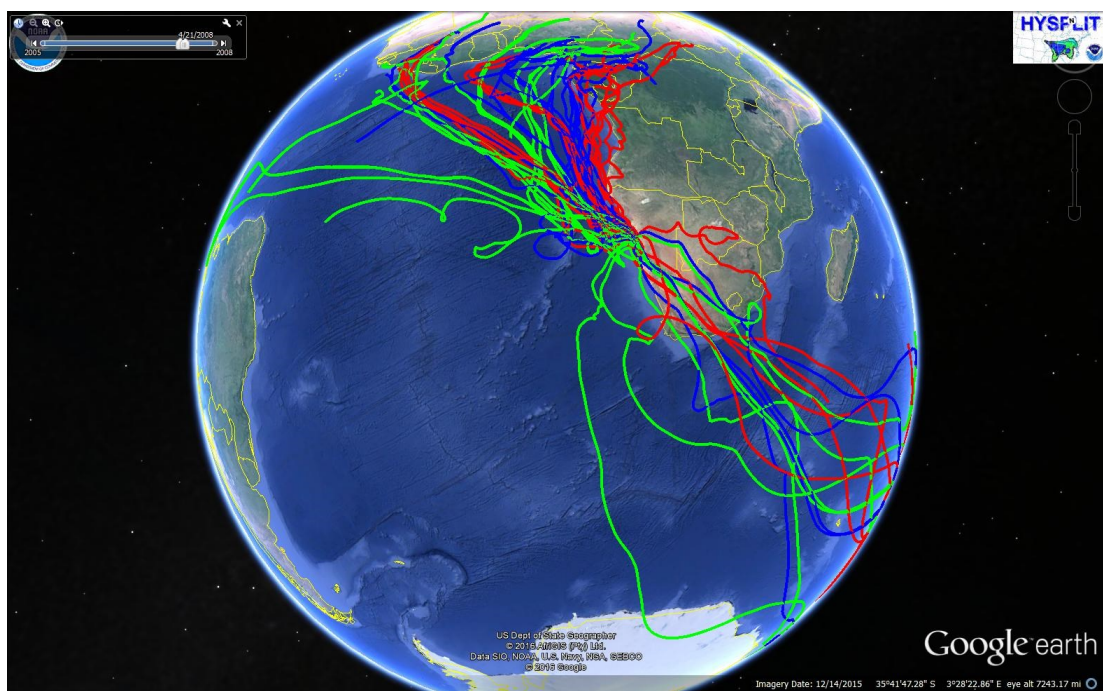 4/21/2008
2005
2008
NOAA
HYSPLIT
N
US Dept of State Geographer
© 2016 AfriGIS (Pty) Ltd.
Data SIO, NOAA, U.S. Navy, NGA, GEBCO
© 2016 Google
Google earth
Imagery Date: 12/14/2015 35°41'47.28" S 3°28'22.86" E eye alt 7243.17 mi